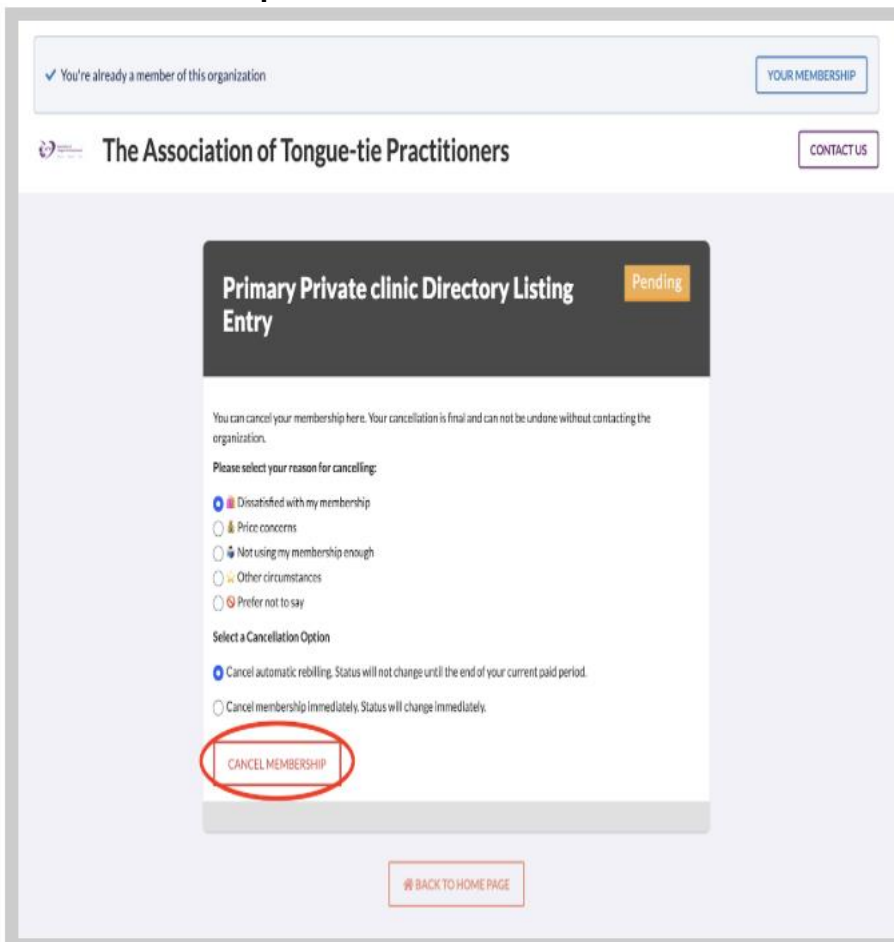 You're already a member of this organization
YOUR MEMBERSHIP
The Association of Tongue-tie Practitioners
CONTACT US
Primary Private clinic Directory Listing
Entry
Pending
You can cancel your membership here. Your cancellation is final and can not be undone without contacting the
organization.
Please select your reason for cancelling:
Dissatisfied with my membership
Price concerns
Not using my membership enough
Other circumstances
Prefer not to say
Select a Cancellation Option
Cancel automatic rebilling. Status will not change until the end of your current paid period.
Cancel membership immediately. Status will change immediately.
CANCEL MEMBERSHIP
BACK TO HOME PAGE